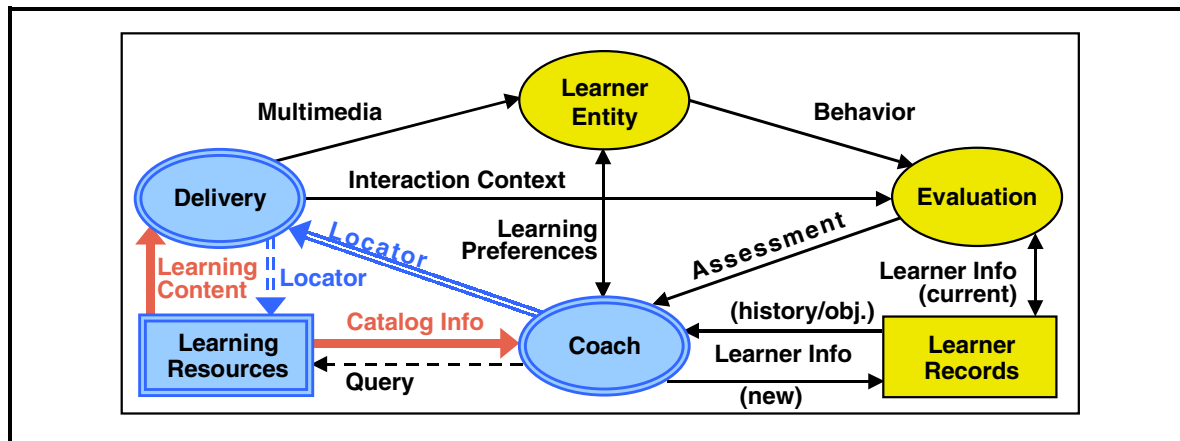 Learner
Entity
Multimedia
Behavior
Interaction Context
Delivery
Evaluation
Locator
Learning
Preferences
Assessment
Learning
Content
Locator
Learner Info
(current)
Catalog Info
(history/obj.)
Learning
Resources
Coach
Learner Info
Learner
Records
Query
(new)